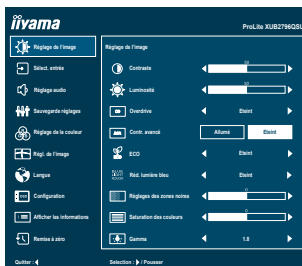 iiyama
ProLite XUB2796QSU
Réglage de l'image
Réglage de l'image
Contraste
50
Sélect. entrée
Luminosité
50
Réglage audio
Overdrive
Eteint
Sauvegarde réglages
Contr. avancé
Allumé
Eteint
Réglage de la couleur
ECO
Eteint
Régl. de l'image
Réd. lumière bleu
Eteint
Langue
Réglages des zones noires
0
Configuration
Saturation des couleurs
0
Afficher les informations
Gamma
1.8
Remise à zéro
Quitter :
Sélection : / Pousser